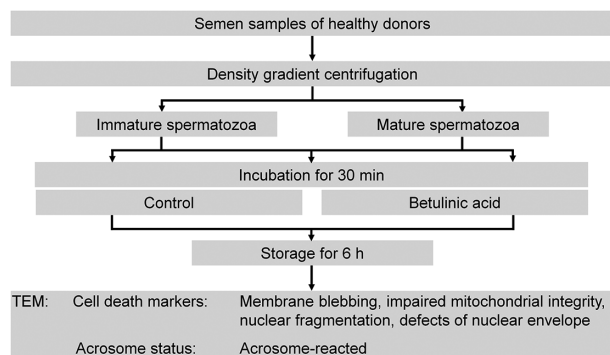 Semen samples of healthy donors
Density gradient centrifugation
Immature spermatozoa
Mature spermatozoa
Incubation for 30 min
Control
Betulinic acid
Storage for 6 h
TEM: Cell death markers: Membrane blebbing, impaired mitochondrial integrity,
nuclear fragmentation, defects of nuclear envelope
Acrosome status: Acrosome-reacted